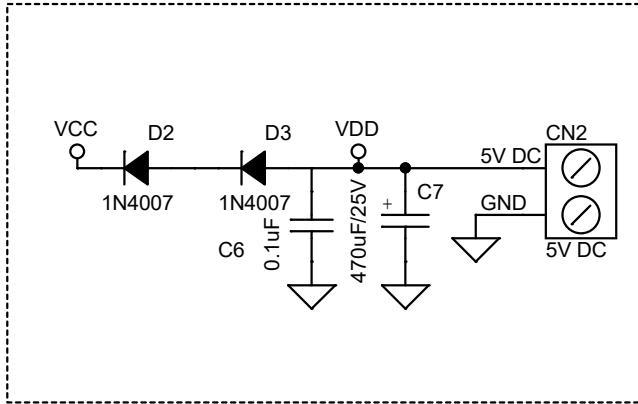 VCC
D2
D3
VDD
CN2
5V DC
1N4007
1N4007
C6
0.1uF
470uF/25V
+
C7
GND
5V DC